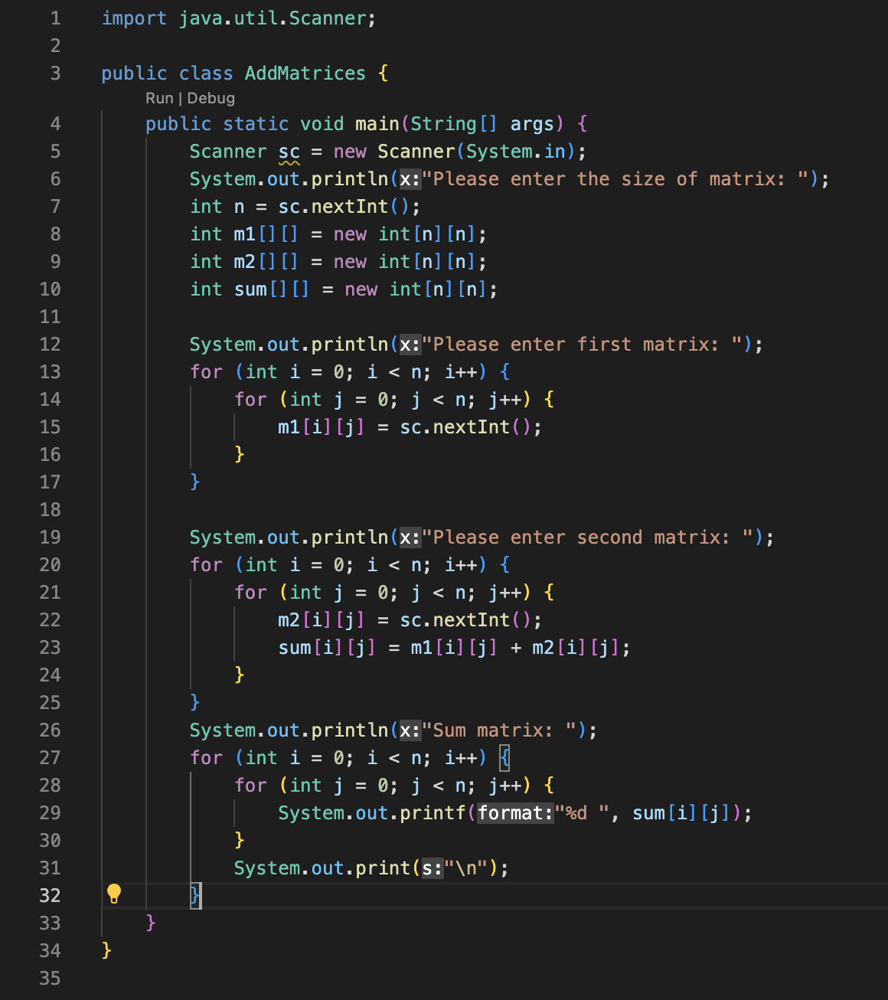 1 import java.util.Scanner;
2
3 public class AddMatrices {
Run | Debug
4     public static void main(String[] args) {
5         Scanner sc = new Scanner(System.in);
6         System.out.println(x:"Please enter the size of matrix: ");
7         int n = sc.nextInt();
8         int m1[][] = new int[n][n];
9         int m2[][] = new int[n][n];
10         int sum[][] = new int[n][n];
11
12         System.out.println(x:"Please enter first matrix: ");
13         for (int i = 0; i < n; i++) {
14             for (int j = 0; j < n; j++) {
15                 m1[i][j] = sc.nextInt();
16             }
17         }
18
19         System.out.println(x:"Please enter second matrix: ");
20         for (int i = 0; i < n; i++) {
21             for (int j = 0; j < n; j++) {
22                 m2[i][j] = sc.nextInt();
23                 sum[i][j] = m1[i][j] + m2[i][j];
24             }
25         }
26         System.out.println(x:"Sum matrix: ");
27         for (int i = 0; i < n; i++) {
28             for (int j = 0; j < n; j++) {
29                 System.out.printf(format:"%d ", sum[i][j]);
30             }
31             System.out.print(s:"\n");
32         }
33     }
34 }
35